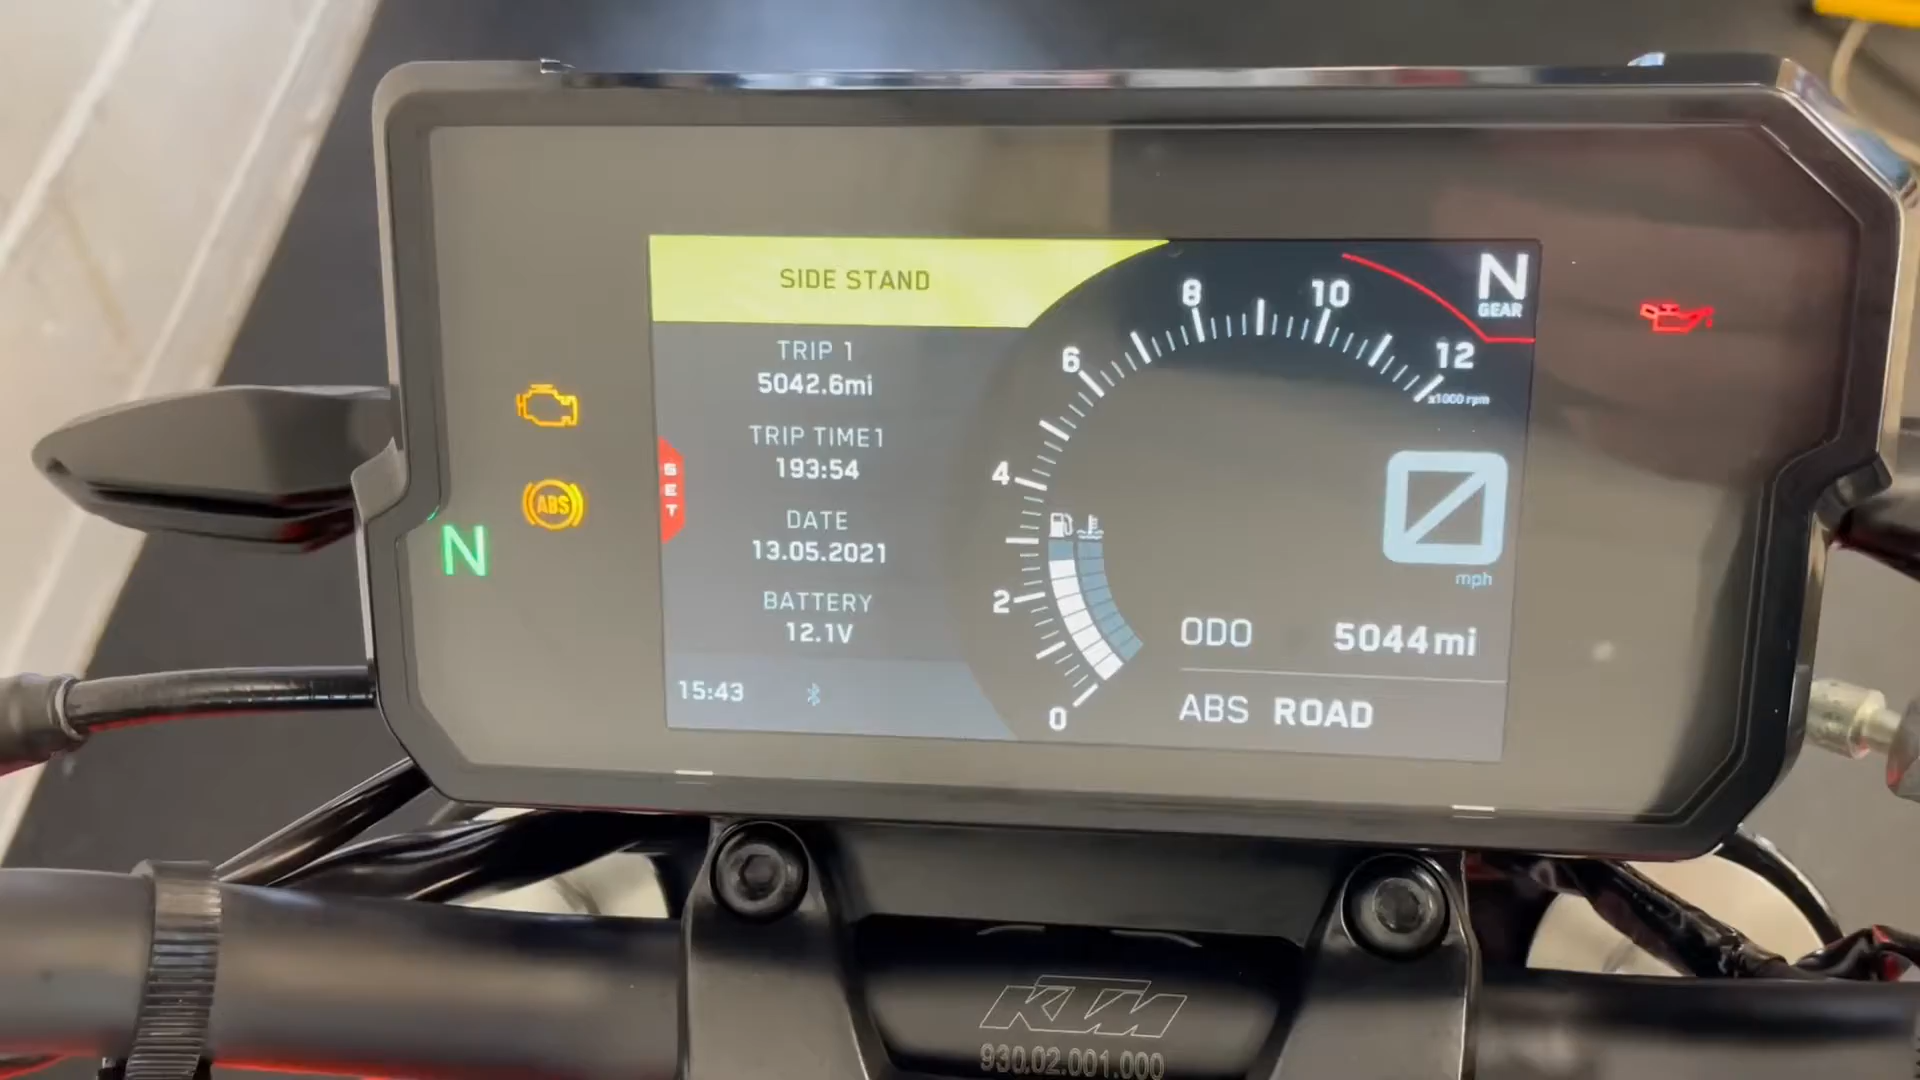 SIDE STAND
TRIP 1
5042.6mi
TRIP TIME1
193:54
DATE
13.05.2021
BATTERY
12.1V
15:43
SET
ABS
N
0
2
4
6
8
10
12
x1000 rpm
N
GEAR
0
mph
ODO 5044mi
ABS ROAD
KTM
930.02.001.000